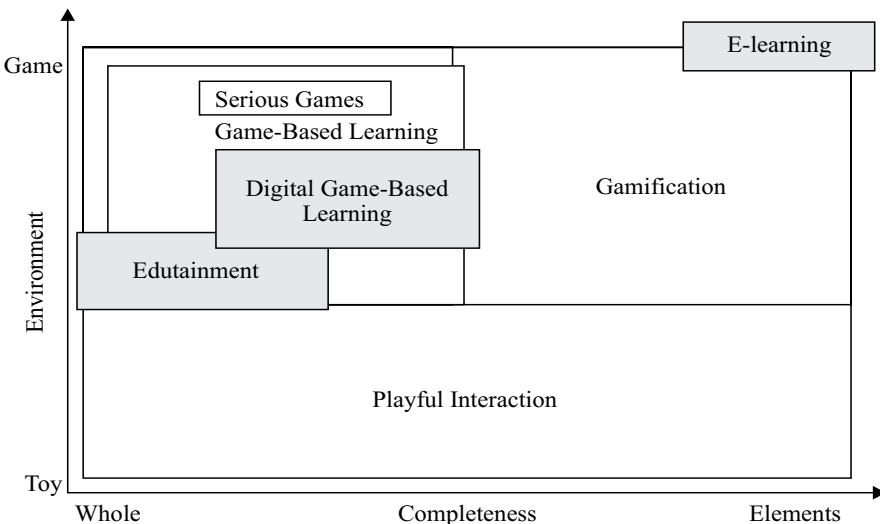 E-learning
Game
Serious Games
Game-Based Learning
Digital Game-Based
Learning
Gamification
Environment
Edutainment
Playful Interaction
Toy
Whole
Completeness
Elements